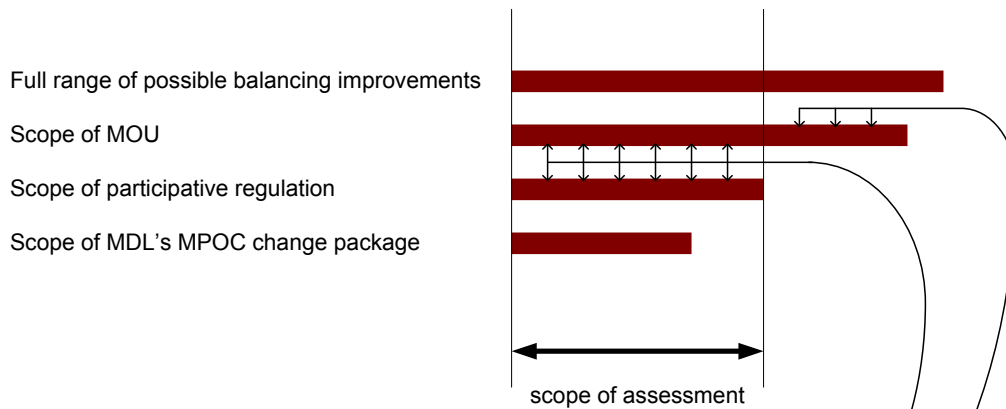 Full range of possible balancing improvements
Scope of MOU
Scope of participative regulation
Scope of MDL’s MPOC change package
scope of assessment